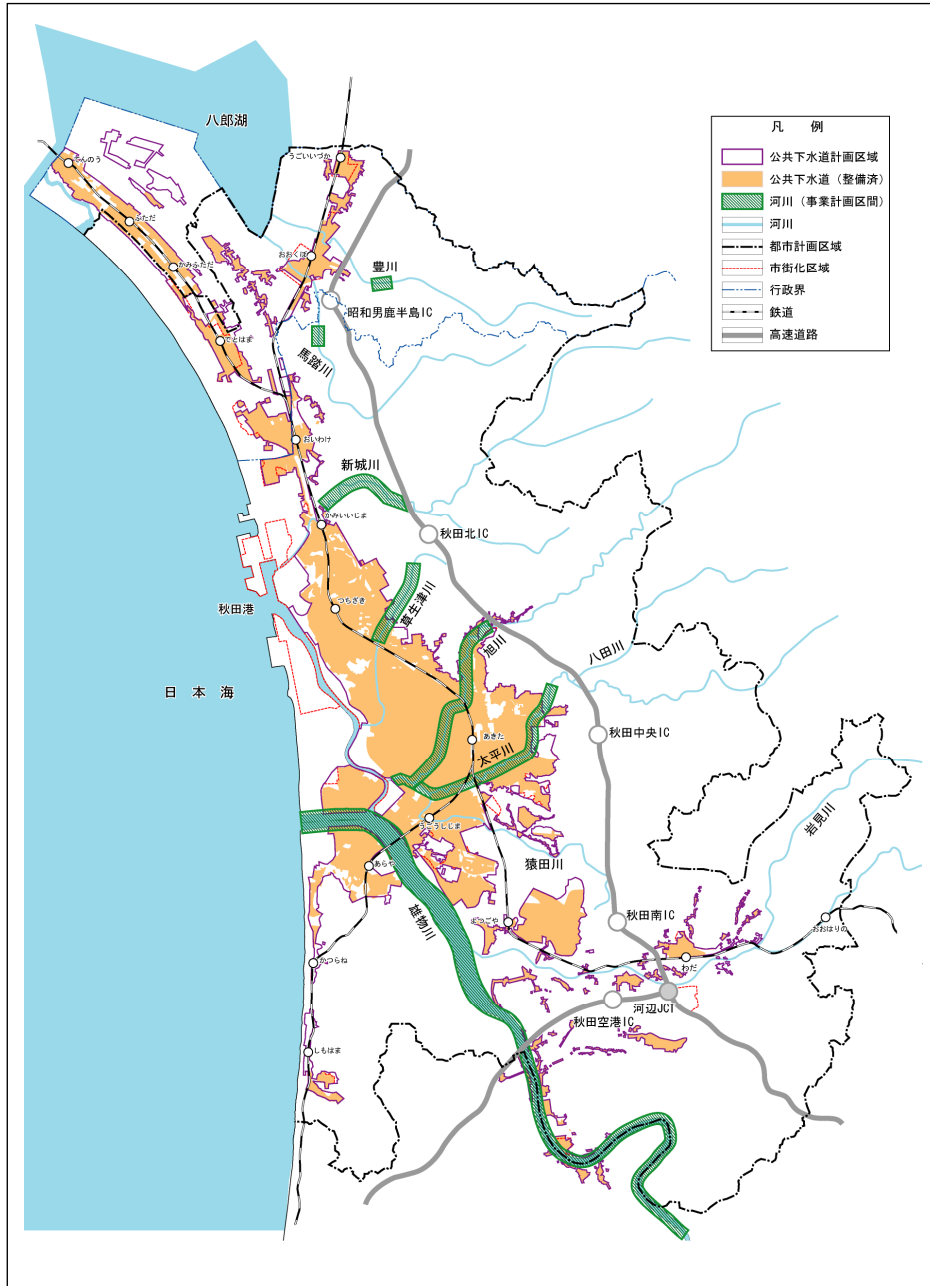 八郎湖
凡 例
公共下水道計画区域
公共下水道(整備済)
河川(事業計画区間)
河川
都市計画区域
市街化区域
行政界
鉄道
高速道路
うごいいづか
ふんのう
ふただ
かみふただ
おおくぼ
豊川
昭和男鹿半島IC
でとはま
馬踏川
おいわけ
新城川
かみいいじま
秋田北IC
つちざき
草生津川
秋田港
旭川
八田川
日 本 海
秋田中央IC
あきた
太平川
岩見川
うごうしじま
猿田川
あらや
雄物川
よつごや
秋田南IC
おおはりの
わだ
かつらね
河辺JCT
秋田空港IC
しもはま